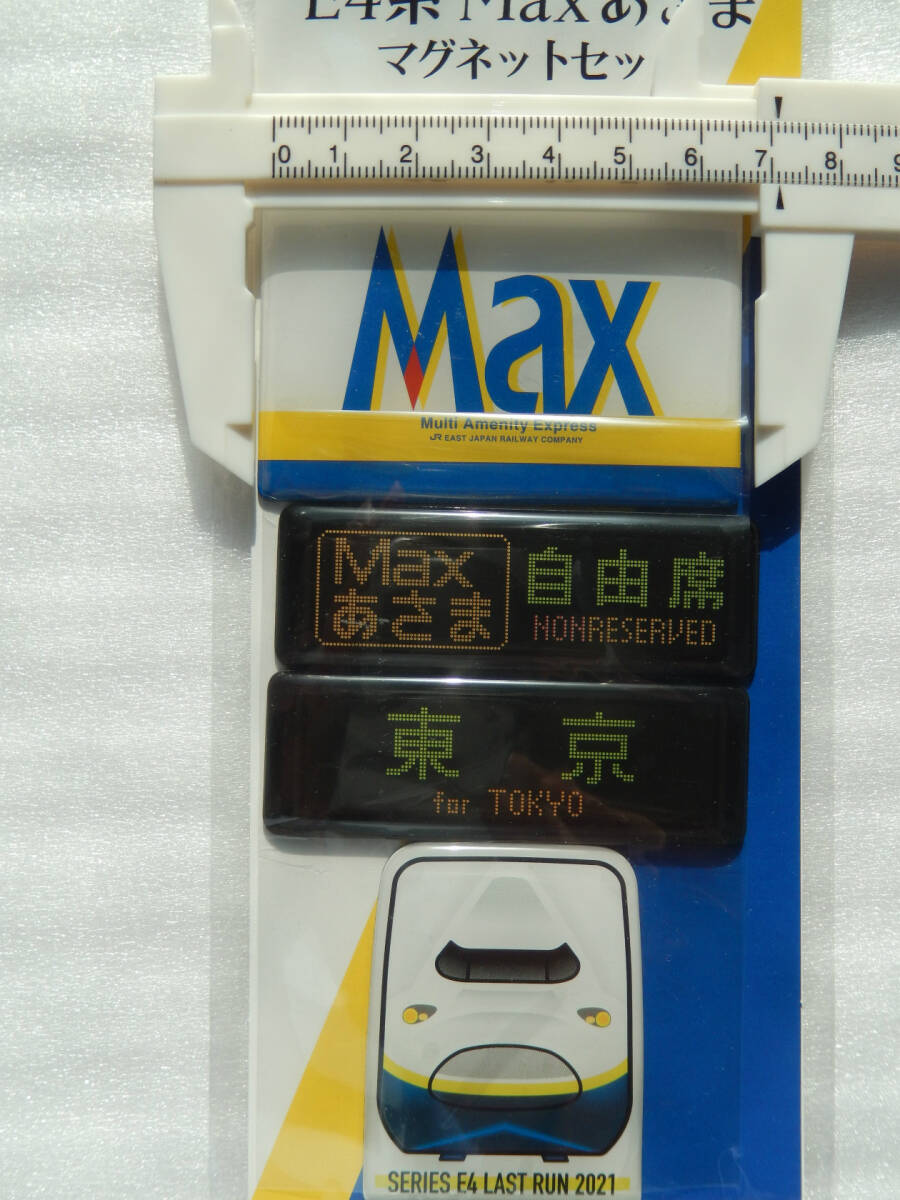 E4系 Maxあさま
マグネットセッ
0 1 2 3 4 5 6 7 8 9
Max
Multi Amenity Express
JR EAST JAPAN RAILWAY COMPANY
Max あさま
自由席
NONRESERVED
東京
for TOKYO
SERIES E4 LAST RUN 2021